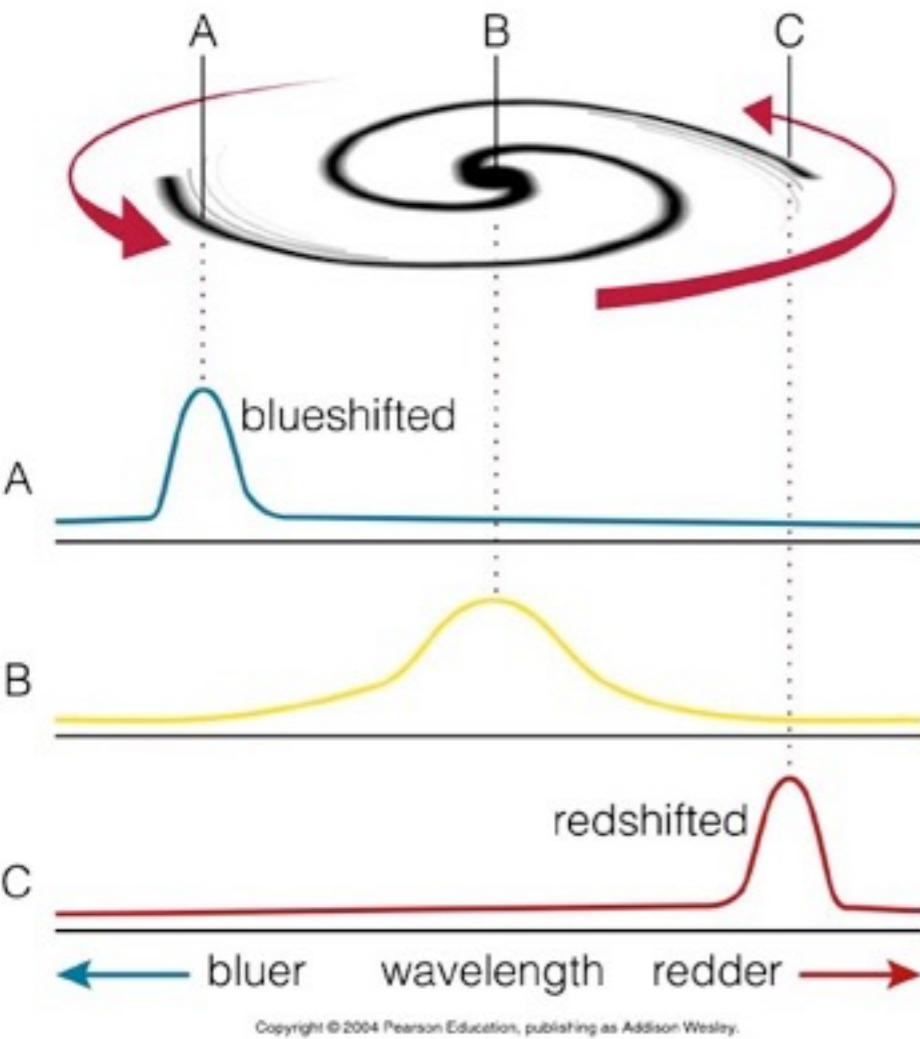 A B C
blueshifted
A
B
redshifted
C
bluer wavelength redder
Copyright © 2004 Pearson Education, publishing as Addison Wesley.